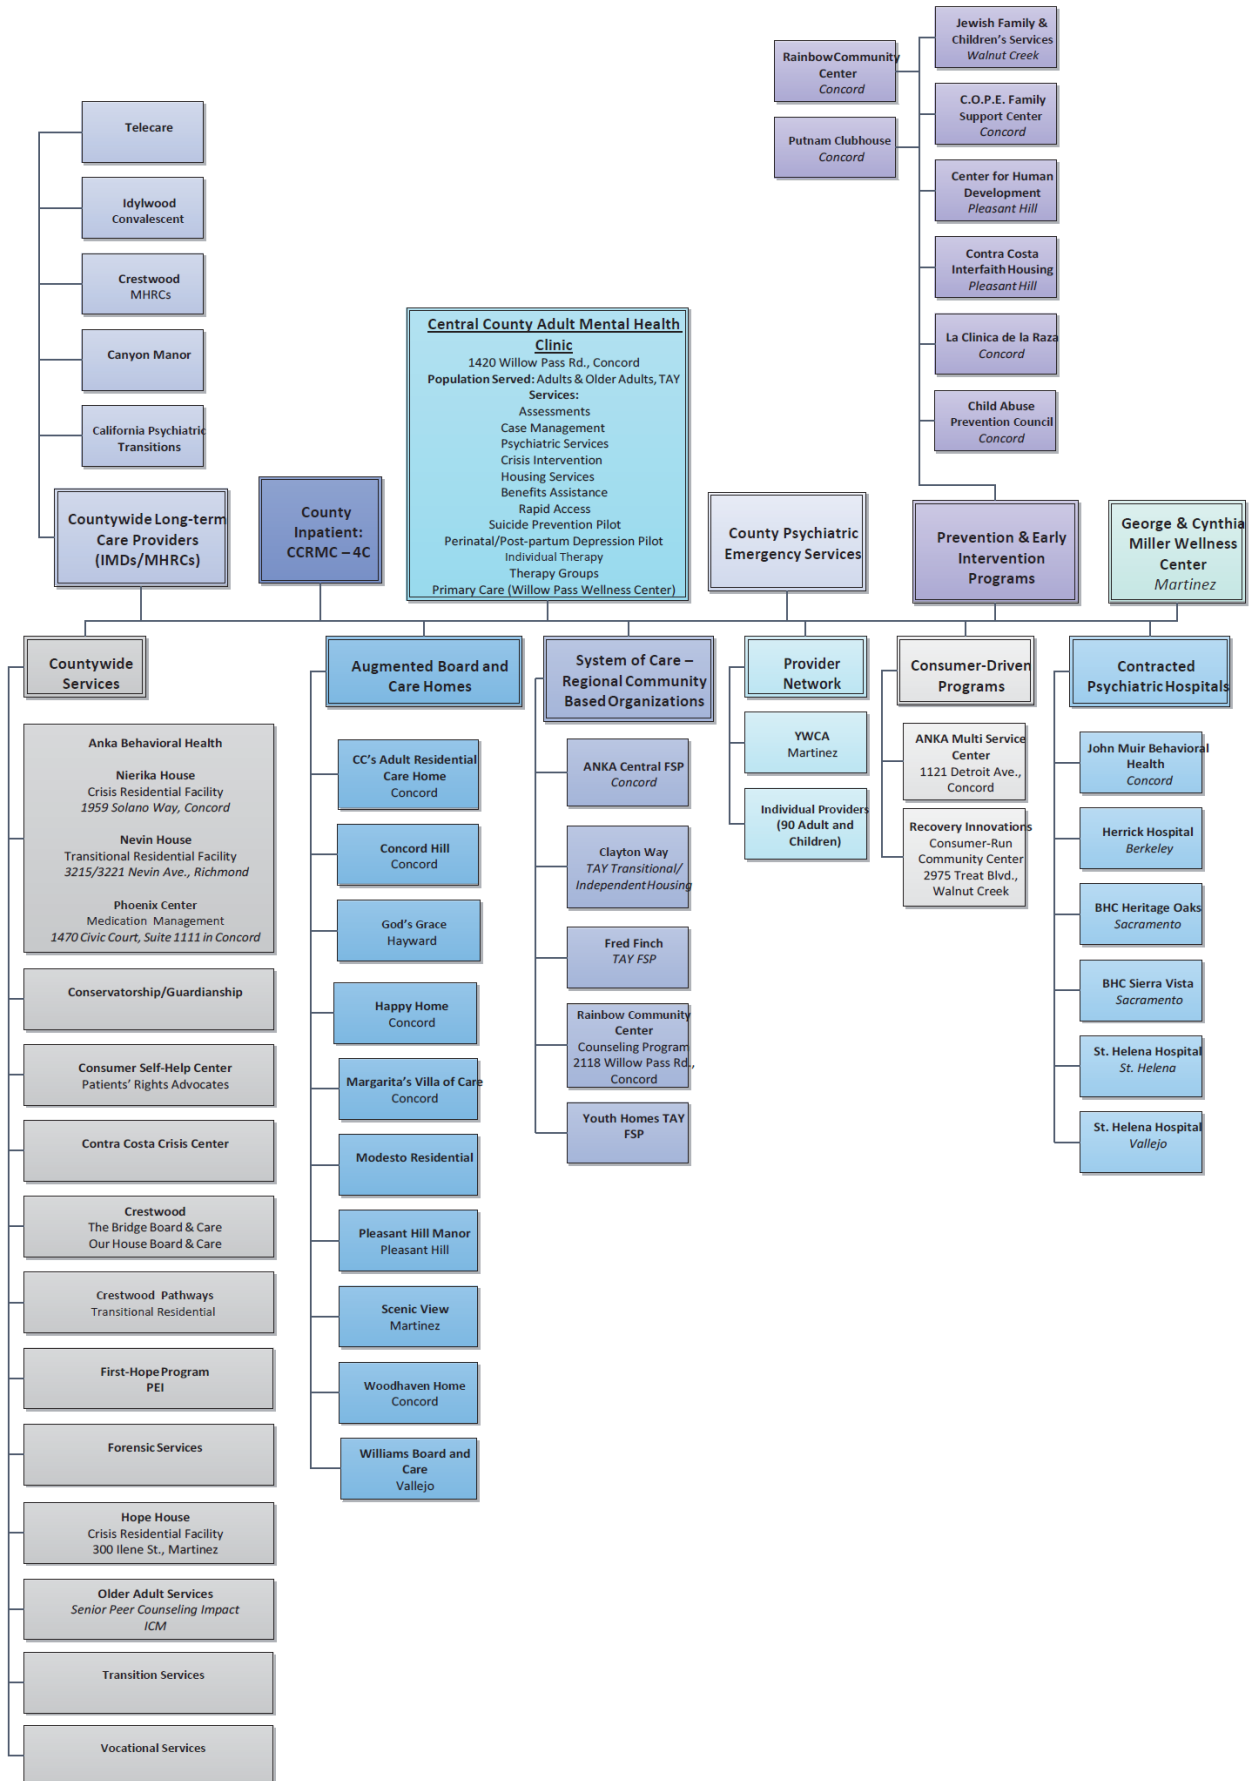 Jewish Family &
Children's Services
Walnut Creek
Rainbow Community
Center
Concord
C.O.P.E. Family
Support Center
Concord
Putnam Clubhouse
Concord
Center for Human
Development
Pleasant Hill
Contra Costa
Interfaith Housing
Pleasant Hill
La Clinica de la Raza
Concord
Child Abuse
Prevention Council
Concord
Telecare
Idylwood
Convalescent
Crestwood
MHRCs
Canyon Manor
California Psychiatric
Transitions
Countywide Long-term
Care Providers
(IMDs/MHRCs)
County
Inpatient:
CCRMC – 4C
Central County Adult Mental Health
Clinic
1420 Willow Pass Rd., Concord
Population Served: Adults & Older Adults, TAY
Services:
Assessments
Case Management
Psychiatric Services
Crisis Intervention
Housing Services
Benefits Assistance
Rapid Access
Suicide Prevention Pilot
Perinatal/Post-partum Depression Pilot
Individual Therapy
Therapy Groups
Primary Care (Willow Pass Wellness Center)
County Psychiatric
Emergency Services
Prevention & Early
Intervention
Programs
George & Cynthia
Miller Wellness
Center
Martinez
Countywide
Services
Anka Behavioral Health
Nierika House
Crisis Residential Facility
1959 Solano Way, Concord
Nevin House
Transitional Residential Facility
3215/3221 Nevin Ave., Richmond
Phoenix Center
Medication Management
1470 Civic Court, Suite 1111 in Concord
Conservatorship/Guardianship
Consumer Self-Help Center
Patients' Rights Advocates
Contra Costa Crisis Center
Crestwood
The Bridge Board & Care
Our House Board & Care
Crestwood Pathways
Transitional Residential
First-Hope Program
PEI
Forensic Services
Hope House
Crisis Residential Facility
300 Ilene St., Martinez
Older Adult Services
Senior Peer Counseling Impact
ICM
Transition Services
Vocational Services
Augmented Board and
Care Homes
CC's Adult Residential
Care Home
Concord
Concord Hill
Concord
God's Grace
Hayward
Happy Home
Concord
Margarita's Villa of Care
Concord
Modesto Residential
Pleasant Hill Manor
Pleasant Hill
Scenic View
Martinez
Woodhaven Home
Concord
Williams Board and
Care
Vallejo
System of Care –
Regional Community
Based Organizations
ANKA Central FSP
Concord
Clayton Way
TAY Transitional/
Independent Housing
Fred Finch
TAY FSP
Rainbow Community
Center
Counseling Program
2118 Willow Pass Rd.,
Concord
Youth Homes TAY
FSP
Provider
Network
YWCA
Martinez
Individual Providers
(90 Adult and
Children)
Consumer-Driven
Programs
ANKA Multi Service
Center
1121 Detroit Ave.,
Concord
Recovery Innovations
Consumer-Run
Community Center
2975 Treat Blvd.,
Walnut Creek
Contracted
Psychiatric Hospitals
John Muir Behavioral
Health
Concord
Herrick Hospital
Berkeley
BHC Heritage Oaks
Sacramento
BHC Sierra Vista
Sacramento
St. Helena Hospital
St. Helena
St. Helena Hospital
Vallejo